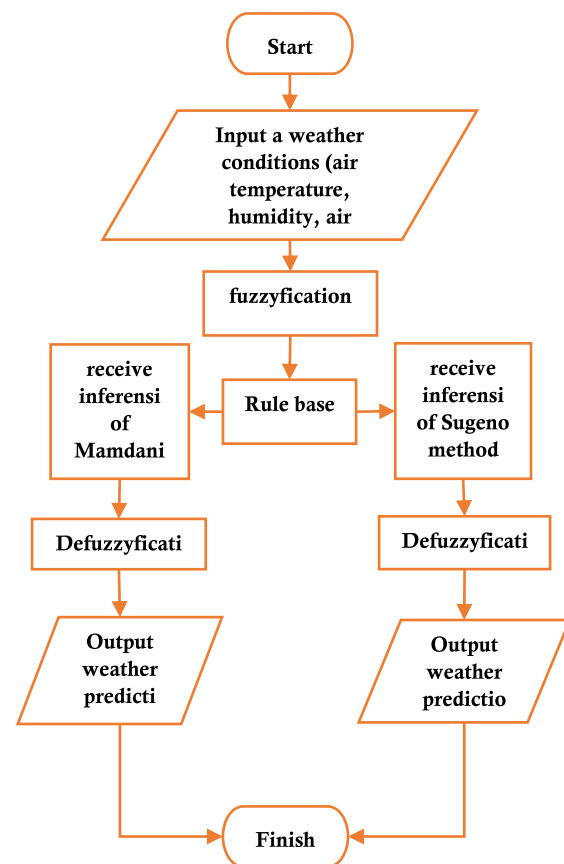 Start
Input a weather
conditions (air
temperature,
humidity, air
fuzzyfication
Rule base
receive
inferensi
of
Mamdani
receive
inferensi
of Sugeno
method
Defuzzyficati
Defuzzyficati
Output
weather
predicti
Output
weather
predictio
Finish